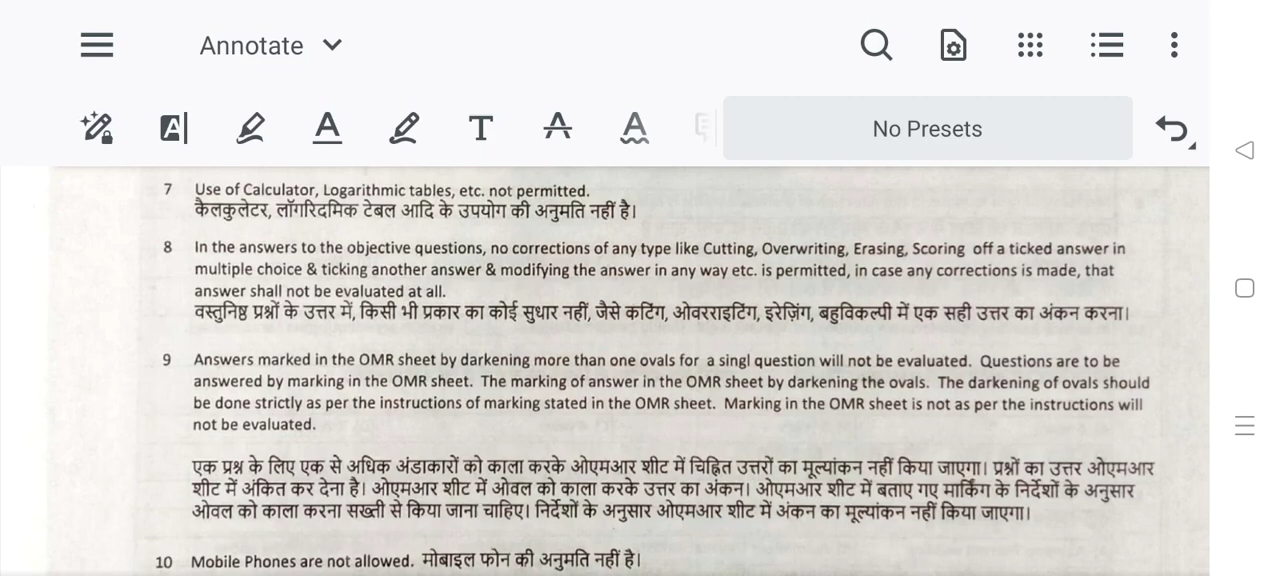 Annotate
No Presets
7 Use of Calculator, Logarithmic tables, etc. not permitted.
कैलकुलेटर, लॉगरिदमिक टेबल आदि के उपयोग की अनुमति नहीं है।
8 In the answers to the objective questions, no corrections of any type like Cutting, Overwriting, Erasing, Scoring off a ticked answer in
multiple choice & ticking another answer & modifying the answer in any way etc. is permitted, in case any corrections is made, that
answer shall not be evaluated at all.
वस्तुनिष्ठ प्रश्नों के उत्तर में, किसी भी प्रकार का कोई सुधार नहीं, जैसे कटिंग, ओवरराइटिंग, इरेज़िंग, बहुविकल्पी में एक सही उत्तर का अंकन करना।
9 Answers marked in the OMR sheet by darkening more than one ovals for a singl question will not be evaluated. Questions are to be
answered by marking in the OMR sheet. The marking of answer in the OMR sheet by darkening the ovals. The darkening of ovals should
be done strictly as per the instructions of marking stated in the OMR sheet. Marking in the OMR sheet is not as per the instructions will
not be evaluated.
एक प्रश्न के लिए एक से अधिक अंडाकारों को काला करके ओएमआर शीट में चिह्नित उत्तरों का मूल्यांकन नहीं किया जाएगा। प्रश्नों का उत्तर ओएमआर
शीट में अंकित कर देना है। ओएमआर शीट में ओवल को काला करके उत्तर का अंकन। ओएमआर शीट में बताए गए मार्किंग के निर्देशों के अनुसार
ओवल को काला करना सख्ती से किया जाना चाहिए। निर्देशों के अनुसार ओएमआर शीट में अंकन का मूल्यांकन नहीं किया जाएगा।
10 Mobile Phones are not allowed. मोबाइल फोन की अनुमति नहीं है।